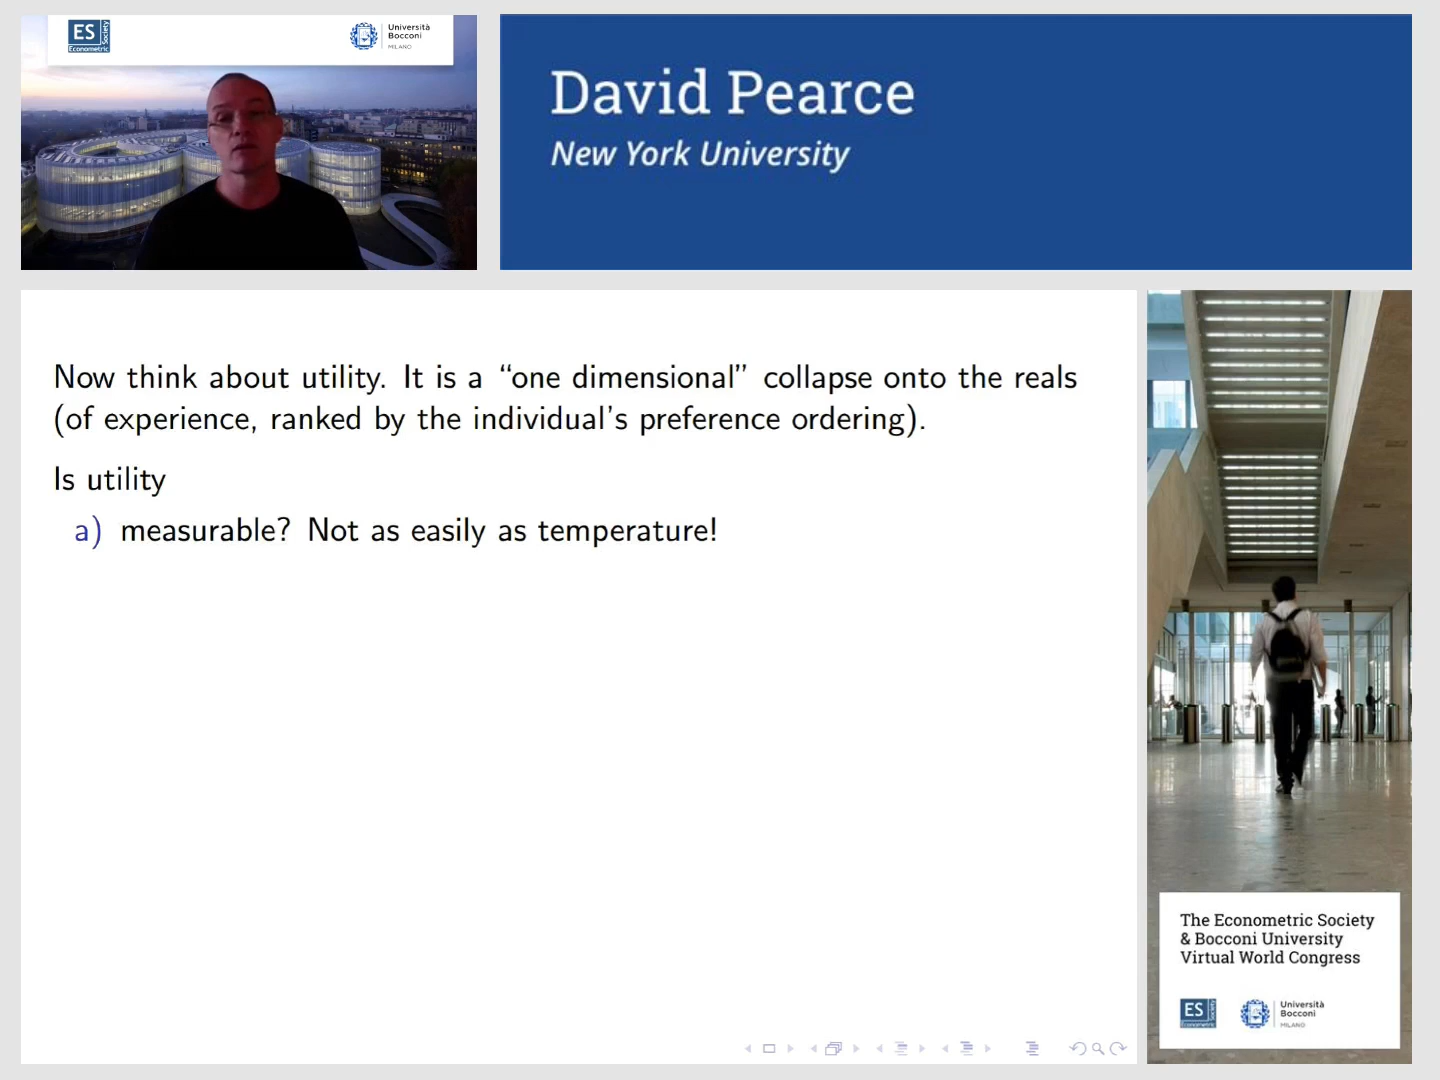 ES
Econometric
Society
Università
Bocconi
MILANO
David Pearce
New York University
Now think about utility. It is a “one dimensional” collapse onto the reals
(of experience, ranked by the individual’s preference ordering).
Is utility
a) measurable? Not as easily as temperature!
The Econometric Society
& Bocconi University
Virtual World Congress
ES
Econometric
Society
Università
Bocconi
MILANO